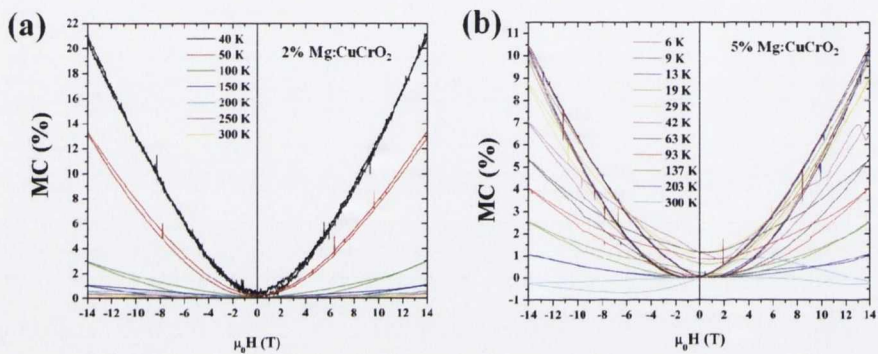 (a)
22
20
18
16
14
12
10
8
6
4
2
0
MC (%)
40 K
50 K
100 K
150 K
200 K
250 K
300 K
2% Mg:CuCrO₂
-14 -12 -10 -8 -6 -4 -2 0 2 4 6 8 10 12 14
μ₀H (T)
(b)
11
10
9
8
7
6
5
4
3
2
1
0
-1
MC (%)
6 K
9 K
13 K
19 K
29 K
42 K
63 K
93 K
137 K
203 K
300 K
5% Mg:CuCrO₂
-14 -12 -10 -8 -6 -4 -2 0 2 4 6 8 10 12 14
μ₀H (T)